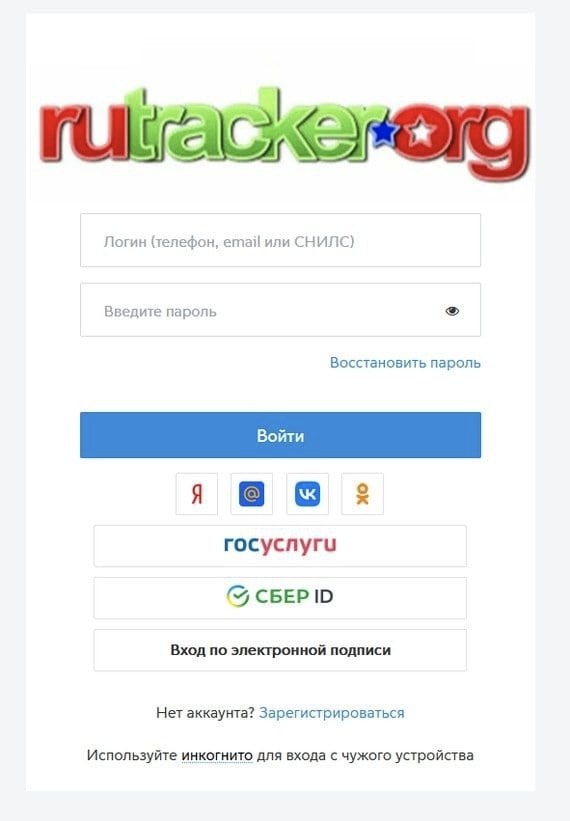 rutracker.org
Логин (телефон, email или СНИЛС)
Введите пароль
Восстановить пароль
Войти
Я @ VK
госуслуги
СБЕР ID
Вход по электронной подписи
Нет аккаунта? Зарегистрироваться
Используйте инкогнито для входа с чужого устройства